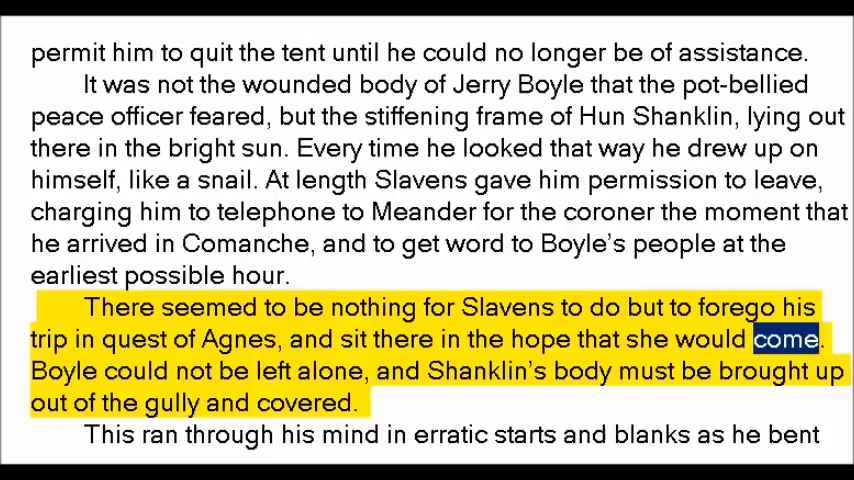 permit him to quit the tent until he could no longer be of assistance.
It was not the wounded body of Jerry Boyle that the pot-bellied
peace officer feared, but the stiffening frame of Hun Shanklin, lying out
there in the bright sun. Every time he looked that way he drew up on
himself, like a snail. At length Slavens gave him permission to leave,
charging him to telephone to Meander for the coroner the moment that
he arrived in Comanche, and to get word to Boyle’s people at the
earliest possible hour.
There seemed to be nothing for Slavens to do but to forego his
trip in quest of Agnes, and sit there in the hope that she would come.
Boyle could not be left alone, and Shanklin’s body must be brought up
out of the gully and covered.
This ran through his mind in erratic starts and blanks as he bent